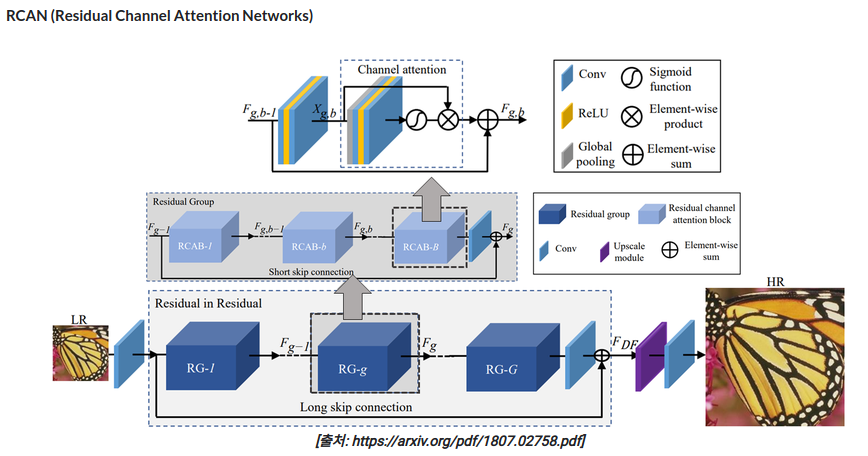 RCAN (Residual Channel Attention Networks)
Channel attention
F_{g,b-1}
X_{g,b}
F_{g,b}
Conv
Sigmoid function
ReLU
Element-wise product
Global pooling
Element-wise sum
Residual Group
F_{g-1}
RCAB-1
F_{g,b-1}
RCAB-b
F_{g,b}
RCAB-B
F_g
Short skip connection
Residual group
Residual channel attention block
Conv
Upscale module
Element-wise sum
Residual in Residual
LR
RG-1
F_{g-1}
RG-g
F_g
RG-G
F_{DF}
HR
Long skip connection
[출처: https://arxiv.org/pdf/1807.02758.pdf]